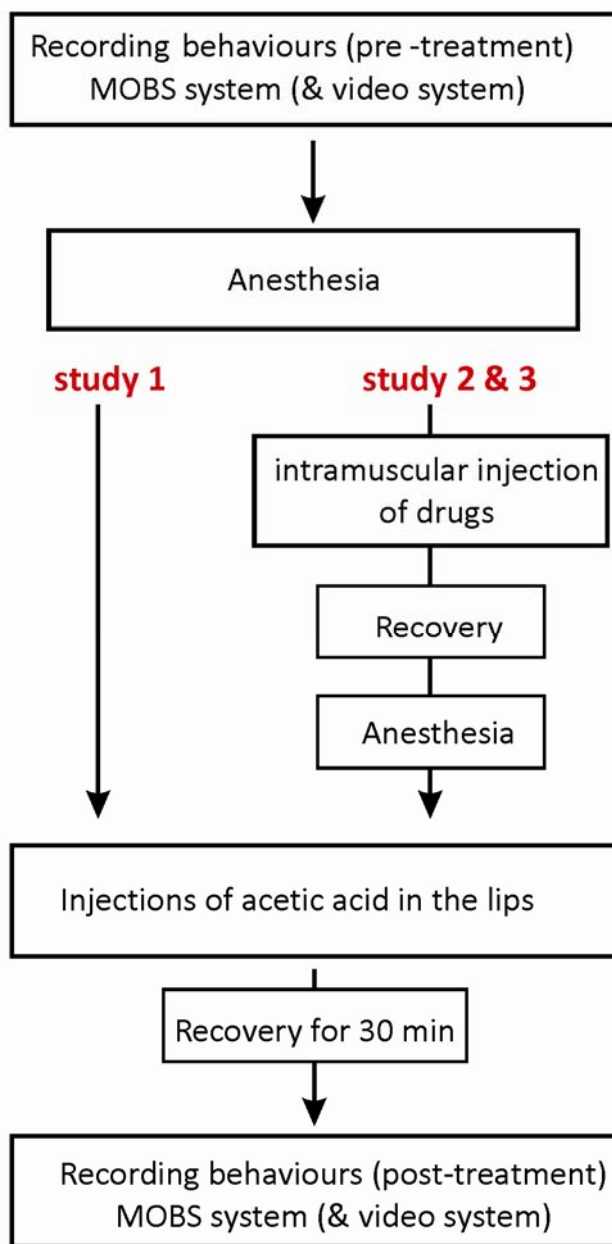 Recording behaviours (pre -treatment)
MOBS system (& video system)
Anesthesia
study 1
study 2 & 3
intramuscular injection
of drugs
Recovery
Anesthesia
Injections of acetic acid in the lips
Recovery for 30 min
Recording behaviours (post-treatment)
MOBS system (& video system)